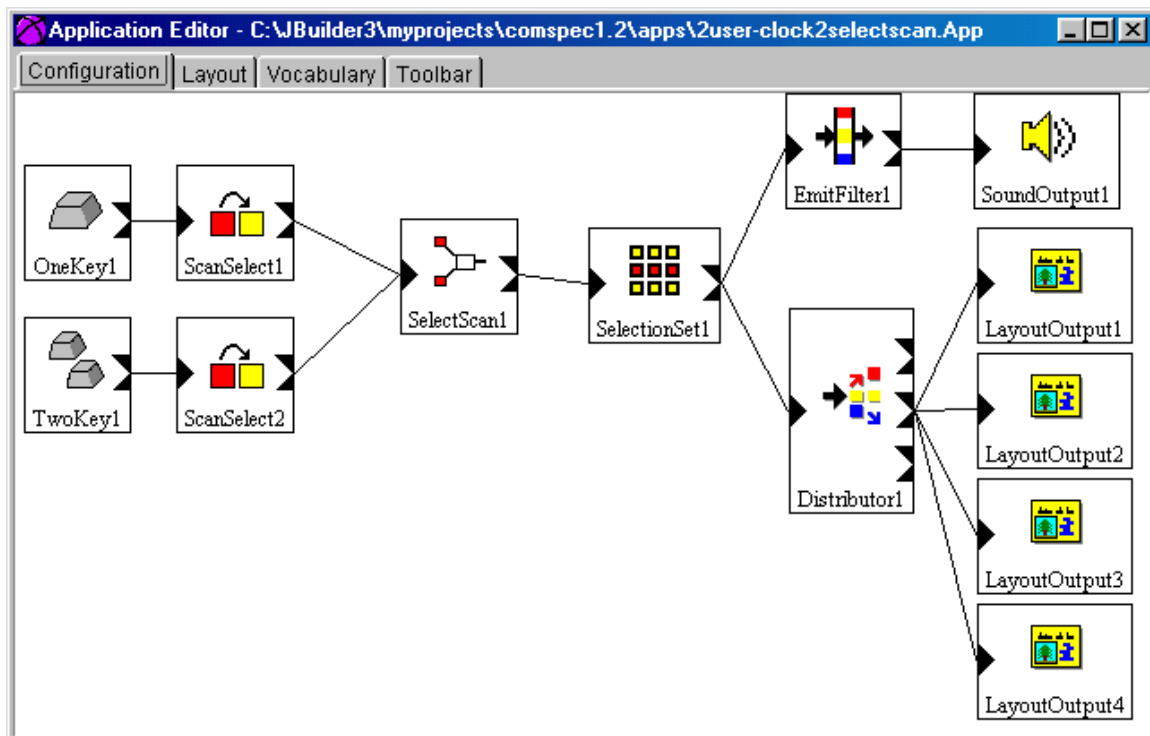 Application Editor - C:\JBuilder3\myprojects\comspec1.2\apps\2user-clock2selectscan.App
Configuration Layout Vocabulary Toolbar
OneKey1
ScanSelect1
TwoKey1
ScanSelect2
SelectScan1
SelectionSet1
EmitFilter1
SoundOutput1
Distributor1
LayoutOutput1
LayoutOutput2
LayoutOutput3
LayoutOutput4